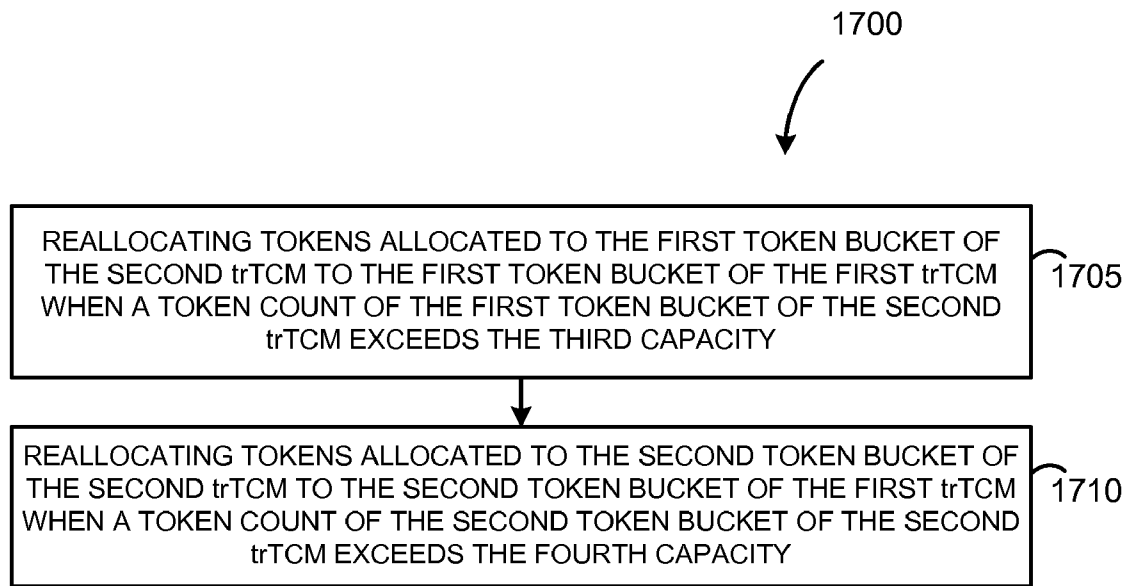 1700
REALLOCATING TOKENS ALLOCATED TO THE FIRST TOKEN BUCKET OF
THE SECOND trTCM TO THE FIRST TOKEN BUCKET OF THE FIRST trTCM
WHEN A TOKEN COUNT OF THE FIRST TOKEN BUCKET OF THE SECOND
trTCM EXCEEDS THE THIRD CAPACITY
1705
REALLOCATING TOKENS ALLOCATED TO THE SECOND TOKEN BUCKET OF
THE SECOND trTCM TO THE SECOND TOKEN BUCKET OF THE FIRST trTCM
WHEN A TOKEN COUNT OF THE SECOND TOKEN BUCKET OF THE SECOND
trTCM EXCEEDS THE FOURTH CAPACITY
1710